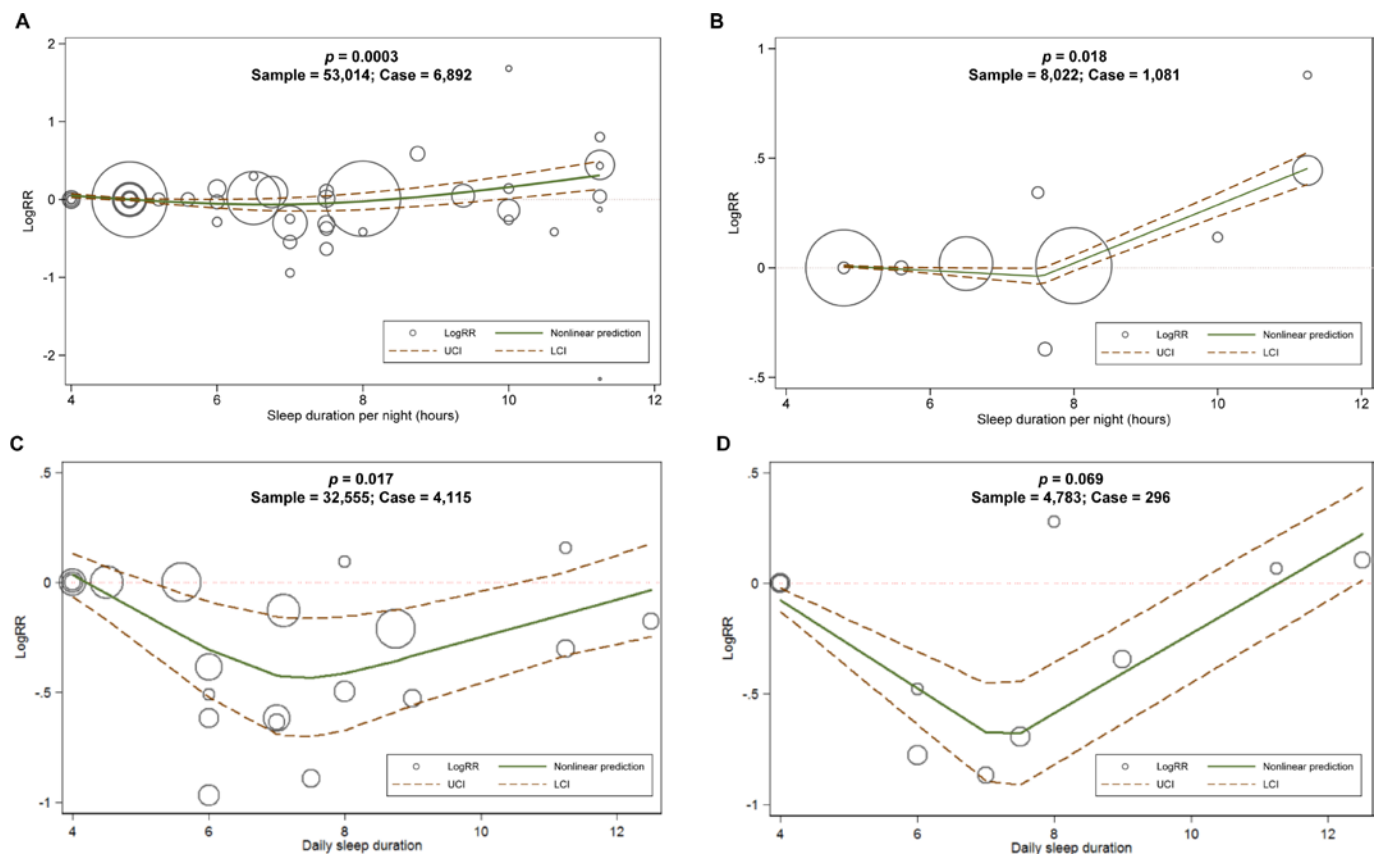 A
p = 0.0003
Sample = 53,014; Case = 6,892
2
1
0
-1
-2
LogRR
LogRR Nonlinear prediction
UCI LCI
4 6 8 10 12
Sleep duration per night (hours)
B
p = 0.018
Sample = 8,022; Case = 1,081
1
.5
0
-.5
LogRR
LogRR Nonlinear prediction
UCI LCI
4 6 8 10 12
Sleep duration per night (hours)
C
p = 0.017
Sample = 32,555; Case = 4,115
.5
0
-.5
-1
LogRR
LogRR Nonlinear prediction
UCI LCI
4 6 8 10 12
Daily sleep duration
D
p = 0.069
Sample = 4,783; Case = 296
.5
0
-.5
-1
LogRR
LogRR Nonlinear prediction
UCI LCI
4 6 8 10 12
Daily sleep duration